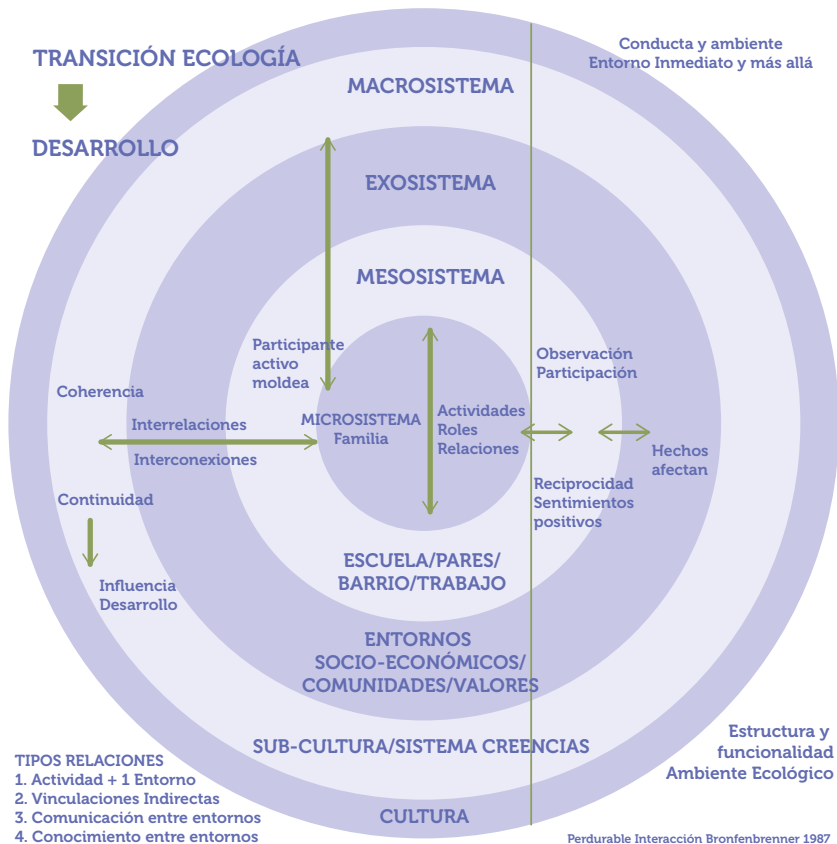 TRANSICIÓN ECOLOGÍA
DESARROLLO
Conducta y ambiente
Entorno Inmediato y más allá
MACROSISTEMA
EXOSISTEMA
MESOSISTEMA
Participante
activo
moldea
Observación
Participación
Coherencia
Interrelaciones
Interconexiones
MICROSISTEMA
Familia
Actividades
Roles
Relaciones
Hechos
afectan
Continuidad
Reciprocidad
Sentimientos
positivos
Influencia
Desarrollo
ESCUELA/PARES/
BARRIO/TRABAJO
ENTORNOS
SOCIO-ECONÓMICOS/
COMUNIDADES/VALORES
SUB-CULTURA/SISTEMA CREENCIAS
CULTURA
Estructura y
funcionalidad
Ambiente Ecológico
TIPOS RELACIONES
1. Actividad + 1 Entorno
2. Vinculaciones Indirectas
3. Comunicación entre entornos
4. Conocimiento entre entornos
Perdurable Interacción Bronfenbrenner 1987